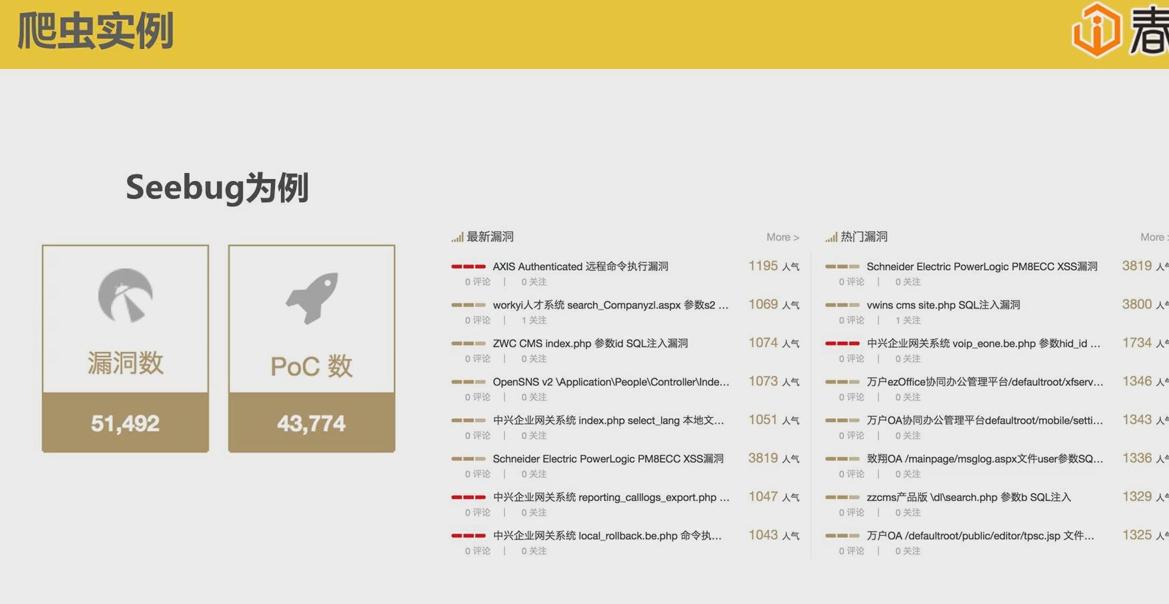 爬虫实例
春
Seebug为例
漏洞数
51,492
PoC 数
43,774
最新漏洞 More >
AXIS Authenticated 远程命令执行漏洞 1195 人气
0 评论 | 0 关注
workyi人才系统 search_Companyzl.aspx 参数s2 ... 1069 人气
0 评论 | 1 关注
ZWC CMS index.php 参数id SQL注入漏洞 1074 人气
0 评论 | 0 关注
OpenSNS v2 \Application\People\Controller\Inde... 1073 人气
0 评论 | 0 关注
中兴企业网关系统 index.php select_lang 本地文... 1051 人气
0 评论 | 0 关注
Schneider Electric PowerLogic PM8ECC XSS漏洞 3819 人气
0 评论 | 0 关注
中兴企业网关系统 reporting_calllogs_export.php ... 1047 人气
0 评论 | 0 关注
中兴企业网关系统 local_rollback.be.php 命令执... 1043 人气
0 评论 | 0 关注
热门漏洞 More >
Schneider Electric PowerLogic PM8ECC XSS漏洞 3819 人气
0 评论 | 0 关注
vwins cms site.php SQL注入漏洞 3800 人气
0 评论 | 1 关注
中兴企业网关系统 voip_eone.be.php 参数hid_id ... 1734 人气
0 评论 | 0 关注
万户ezOffice协同办公管理平台/defaultroot/xfserv... 1346 人气
0 评论 | 0 关注
万户OA协同办公管理平台defaultroot/mobile/setti... 1343 人气
0 评论 | 0 关注
致翔OA /mainpage/msglog.aspx文件user参数SQ... 1336 人气
0 评论 | 0 关注
zzcms产品版 \dl\search.php 参数b SQL注入 1329 人气
0 评论 | 0 关注
万户OA /defaultroot/public/editor/tpsc.jsp 文件... 1325 人气
0 评论 | 0 关注